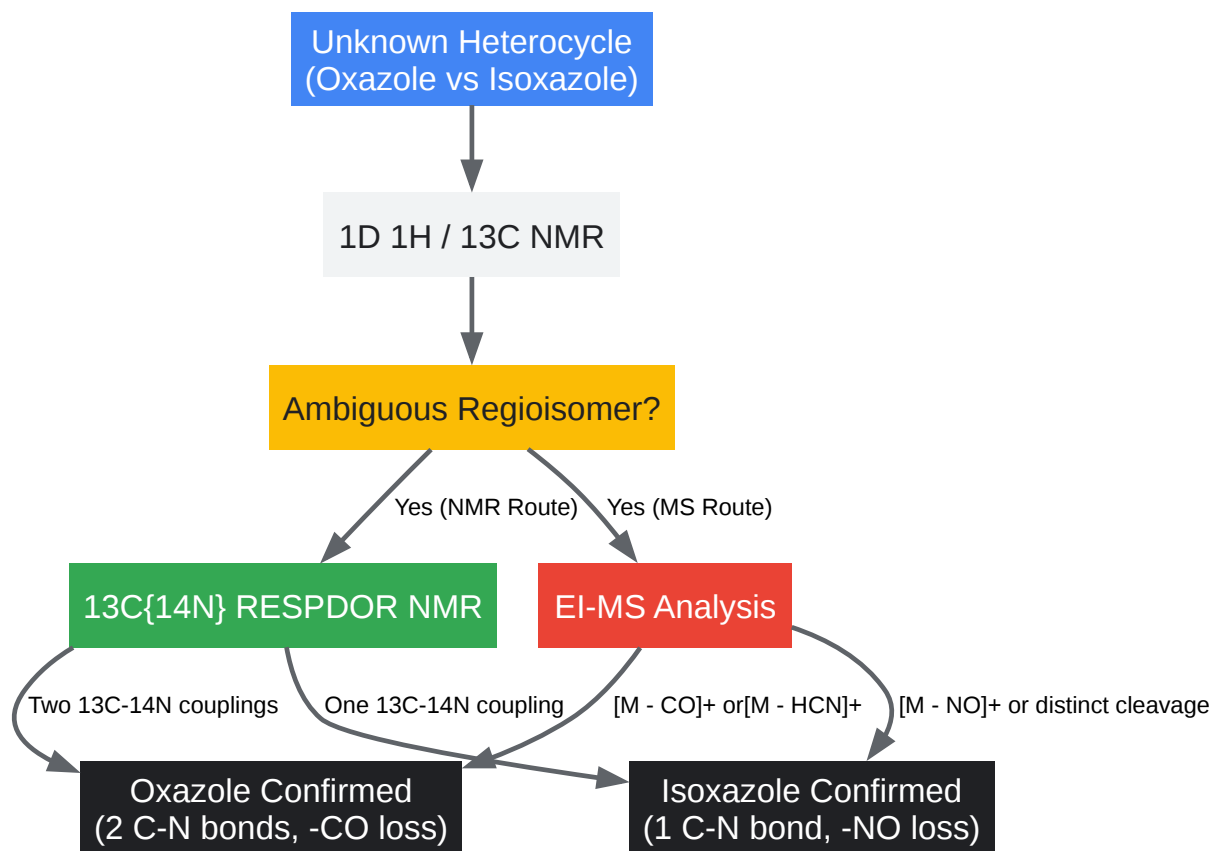 Unknown Heterocycle
(Oxazole vs Isoxazole)
1D 1H / 13C NMR
Ambiguous Regioisomer?
Yes (NMR Route)
Yes (MS Route)
13C{14N} RESPDOR NMR
EI-MS Analysis
Two 13C-14N couplings
One 13C-14N coupling
[M - CO]+ or[M - HCN]+
[M - NO]+ or distinct cleavage
Oxazole Confirmed
(2 C-N bonds, -CO loss)
Isoxazole Confirmed
(1 C-N bond, -NO loss)